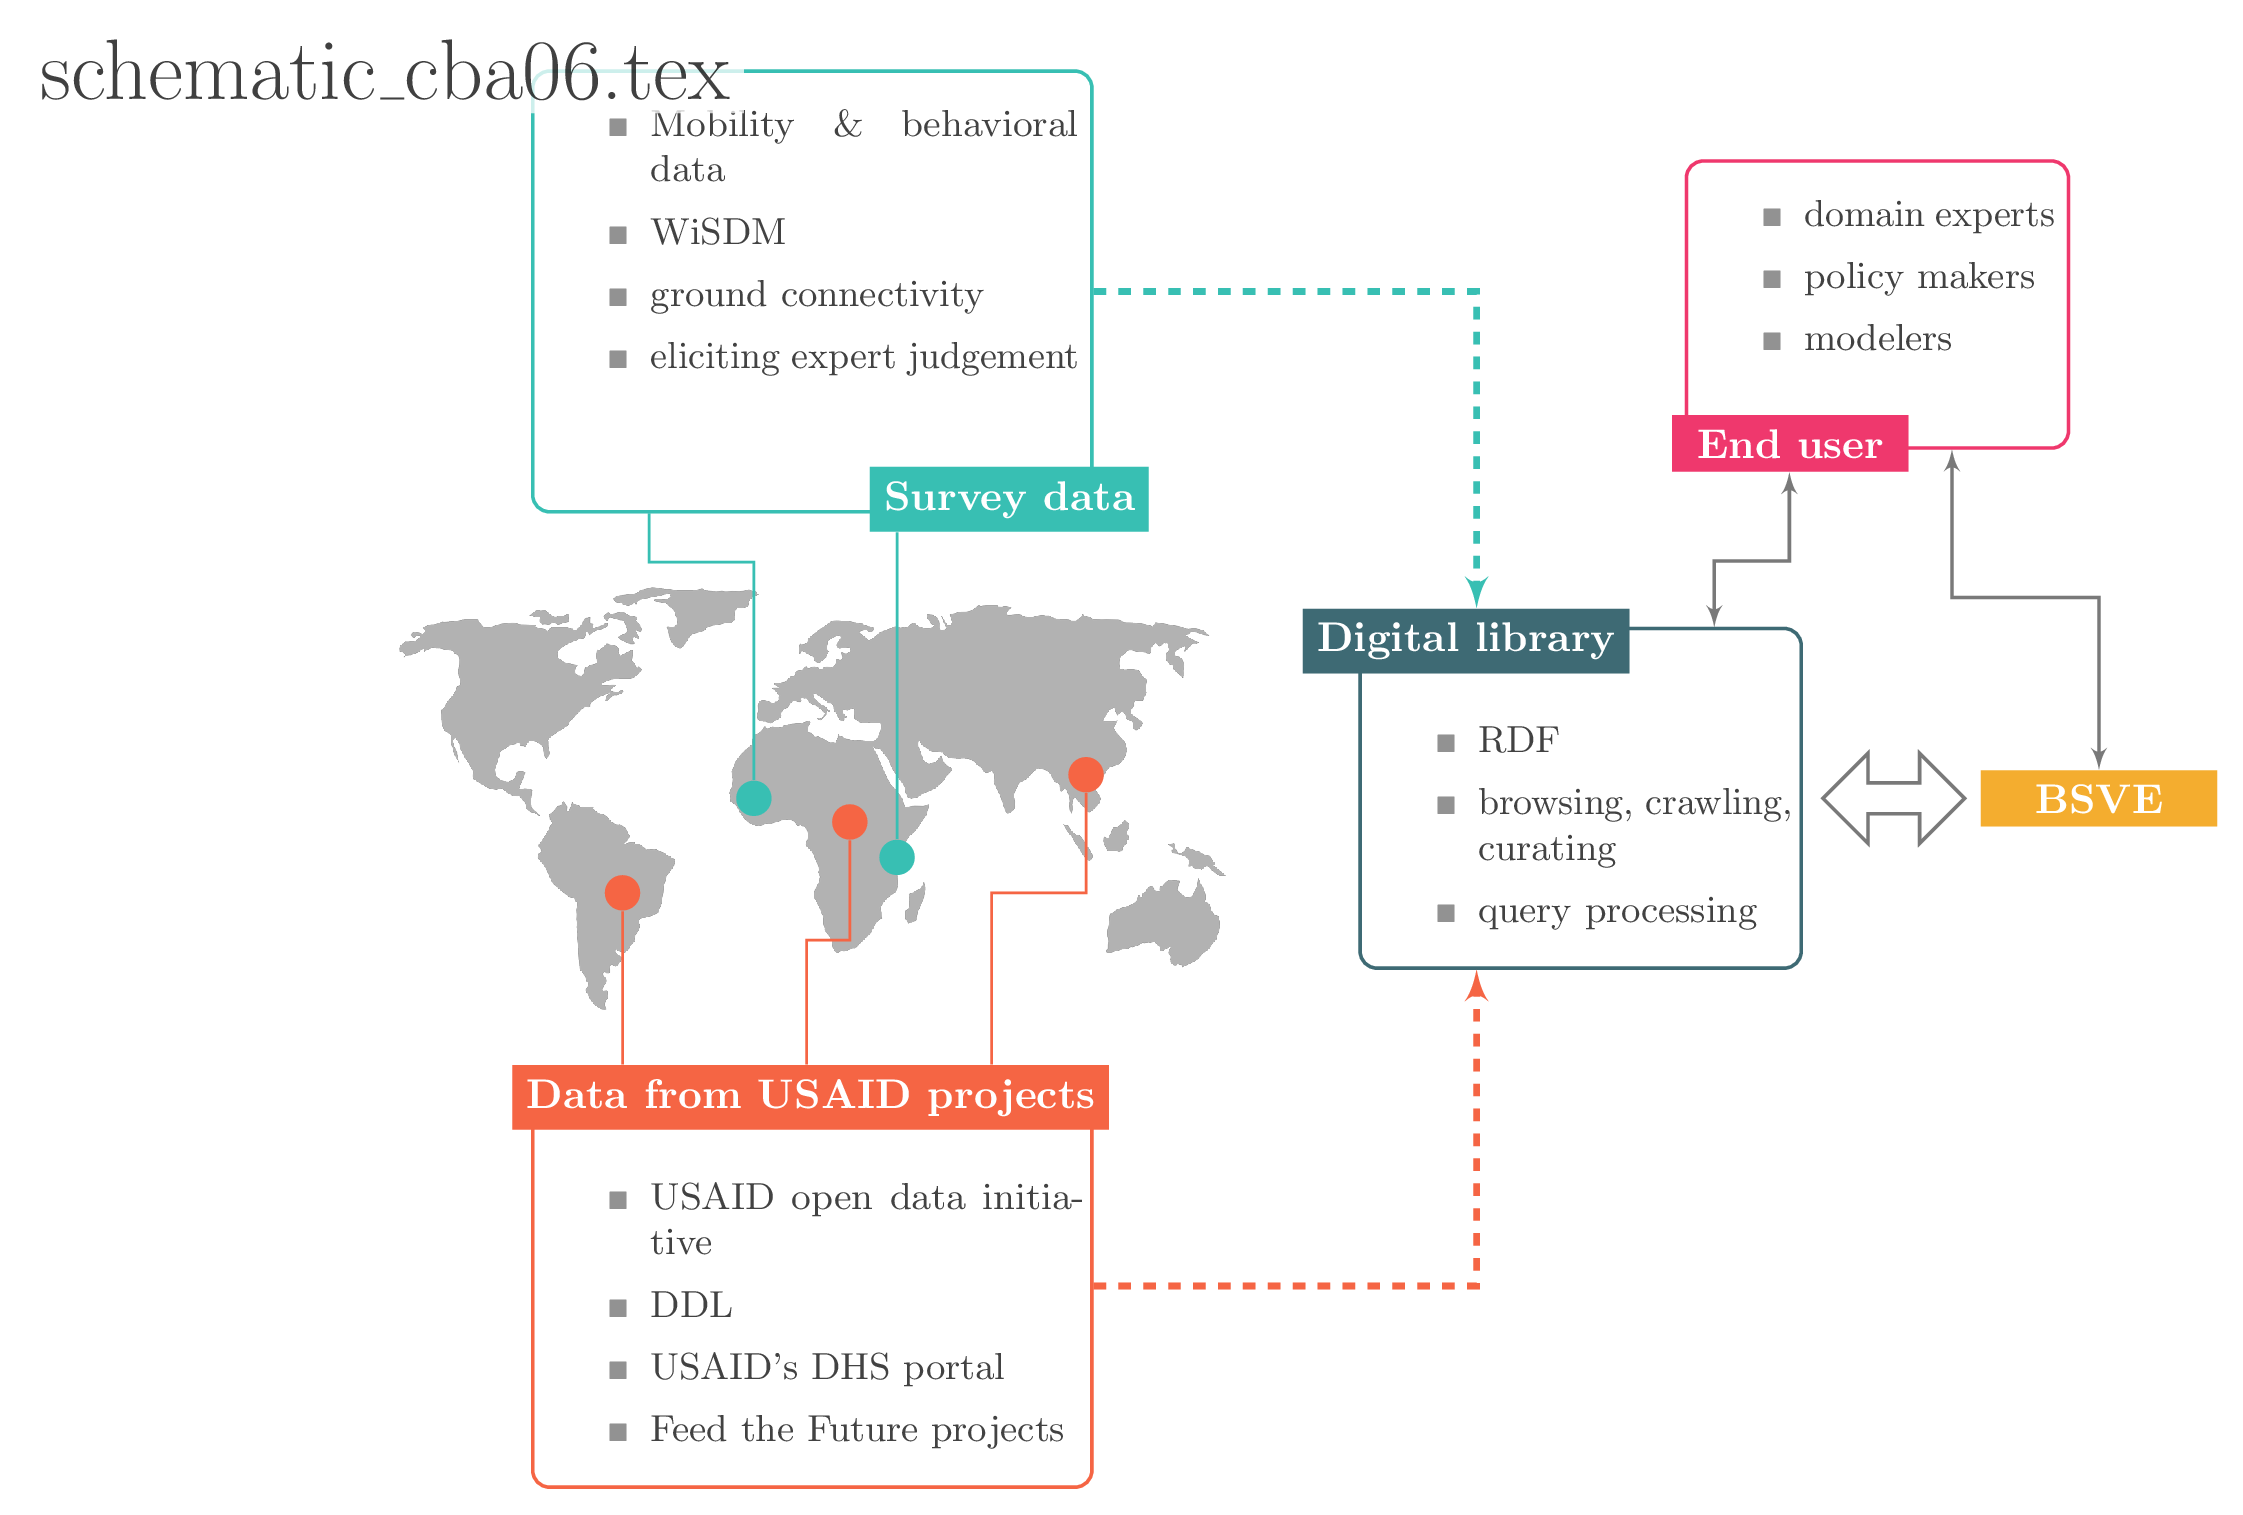 schematic_cba06.tex
Mobility & behavioral
data
WiSDM
ground connectivity
eliciting expert judgement
Survey data
domain experts
policy makers
modelers
End user
Digital library
RDF
browsing, crawling,
curating
query processing
BSVE
Data from USAID projects
USAID open data initia-
tive
DDL
USAID's DHS portal
Feed the Future projects